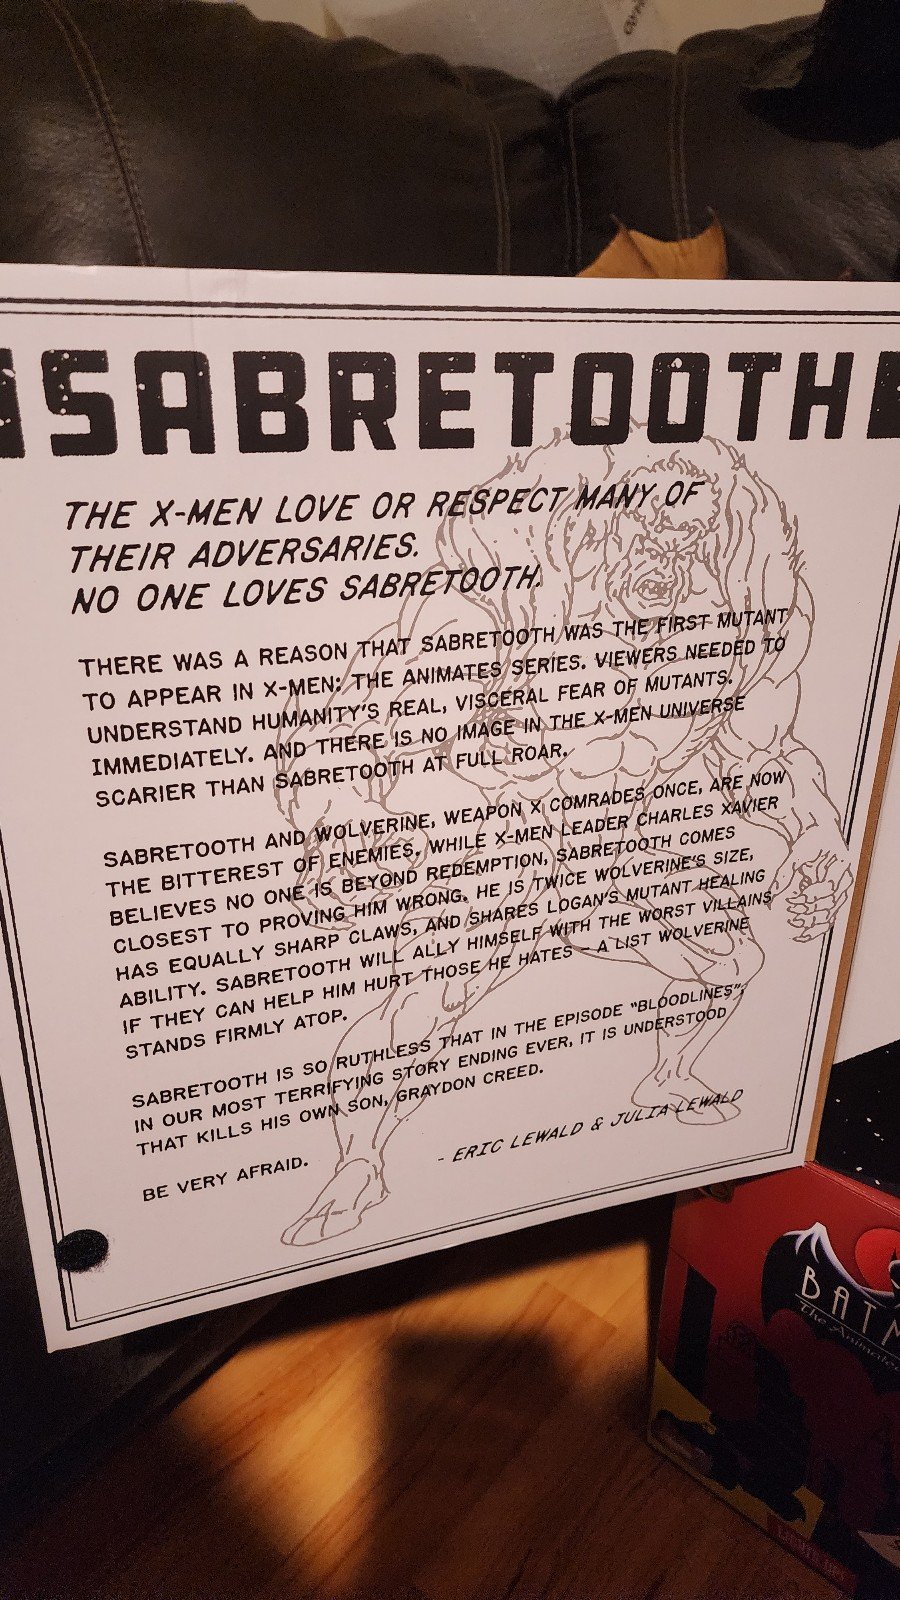 SABRETOOTH
THE X-MEN LOVE OR RESPECT MANY OF
THEIR ADVERSARIES.
NO ONE LOVES SABRETOOTH.
THERE WAS A REASON THAT SABRETOOTH WAS THE FIRST MUTANT
TO APPEAR IN X-MEN: THE ANIMATES SERIES. VIEWERS NEEDED TO
UNDERSTAND HUMANITY'S REAL, VISCERAL FEAR OF MUTANTS.
IMMEDIATELY. AND THERE IS NO IMAGE IN THE X-MEN UNIVERSE
SCARIER THAN SABRETOOTH AT FULL ROAR.
SABRETOOTH AND WOLVERINE, WEAPON X COMRADES ONCE, ARE NOW
THE BITTEREST OF ENEMIES. WHILE X-MEN LEADER CHARLES XAVIER
BELIEVES NO ONE IS BEYOND REDEMPTION, SABRETOOTH COMES
CLOSEST TO PROVING HIM WRONG. HE IS TWICE WOLVERINE'S SIZE,
HAS EQUALLY SHARP CLAWS, AND SHARES LOGAN'S MUTANT HEALING
ABILITY. SABRETOOTH WILL ALLY HIMSELF WITH THE WORST VILLAINS
IF THEY CAN HELP HIM HURT THOSE HE HATES - A LIST WOLVERINE
STANDS FIRMLY ATOP.
SABRETOOTH IS SO RUTHLESS THAT IN THE EPISODE "BLOODLINES",
IN OUR MOST TERRIFYING STORY ENDING EVER, IT IS UNDERSTOOD
THAT KILLS HIS OWN SON, GRAYDON CREED.
BE VERY AFRAID.
- ERIC LEWALD & JULIA LEWALD
BATM
The Animate